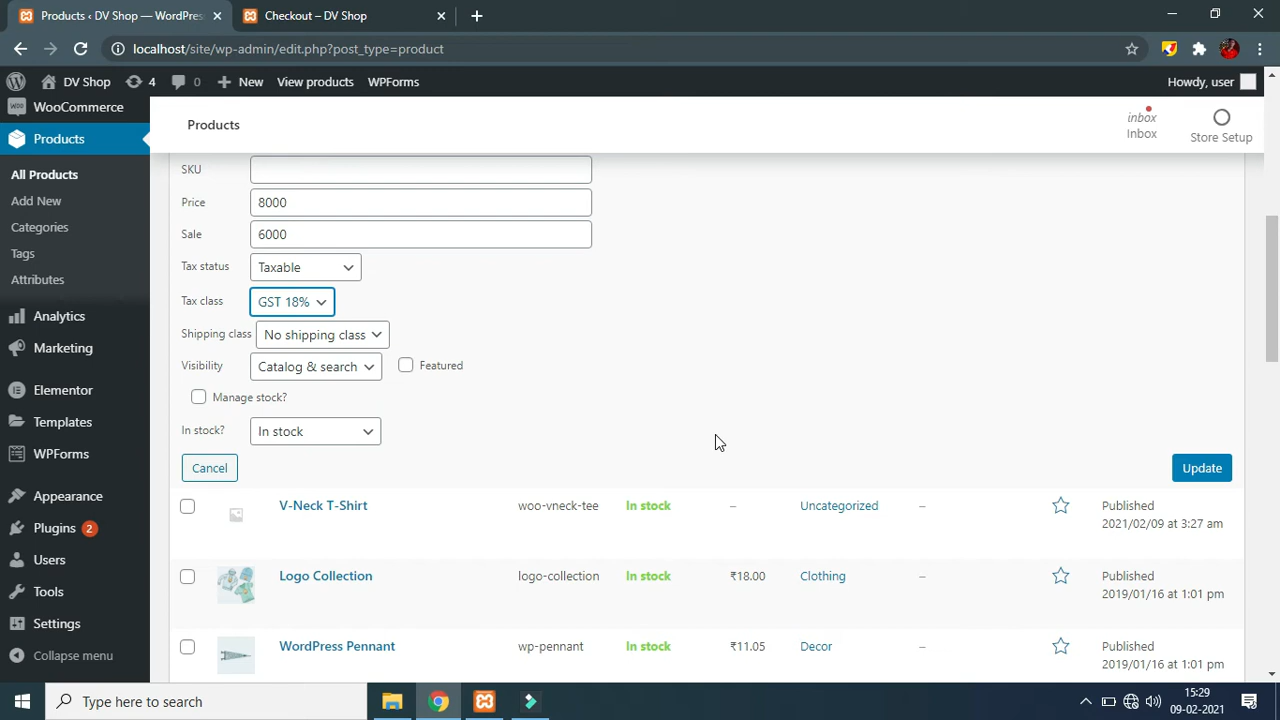 Products ‹ DV Shop — WordPres
Checkout – DV Shop
localhost/site/wp-admin/edit.php?post_type=product
DV Shop 4 0 New View products WPForms Howdy, user
WooCommerce
Products
All Products
Add New
Categories
Tags
Attributes
Analytics
Marketing
Elementor
Templates
WPForms
Appearance
Plugins 2
Users
Tools
Settings
Collapse menu
Products
inbox
Inbox
Store Setup
SKU
Price 8000
Sale 6000
Tax status Taxable
Tax class GST 18%
Shipping class No shipping class
Visibility Catalog & search Featured
Manage stock?
In stock? In stock
Cancel Update
V-Neck T-Shirt woo-vneck-tee In stock – Uncategorized – Published
2021/02/09 at 3:27 am
Logo Collection logo-collection In stock ₹18.00 Clothing – Published
2019/01/16 at 1:01 pm
WordPress Pennant wp-pennant In stock ₹11.05 Decor – Published
2019/01/16 at 1:01 pm
Type here to search
15:29
09-02-2021